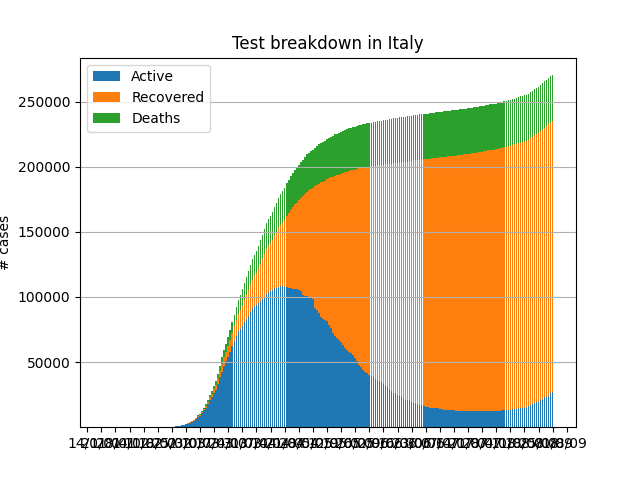 Test breakdown in Italy
Active
Recovered
Deaths
250000
200000
150000
100000
50000
# cases